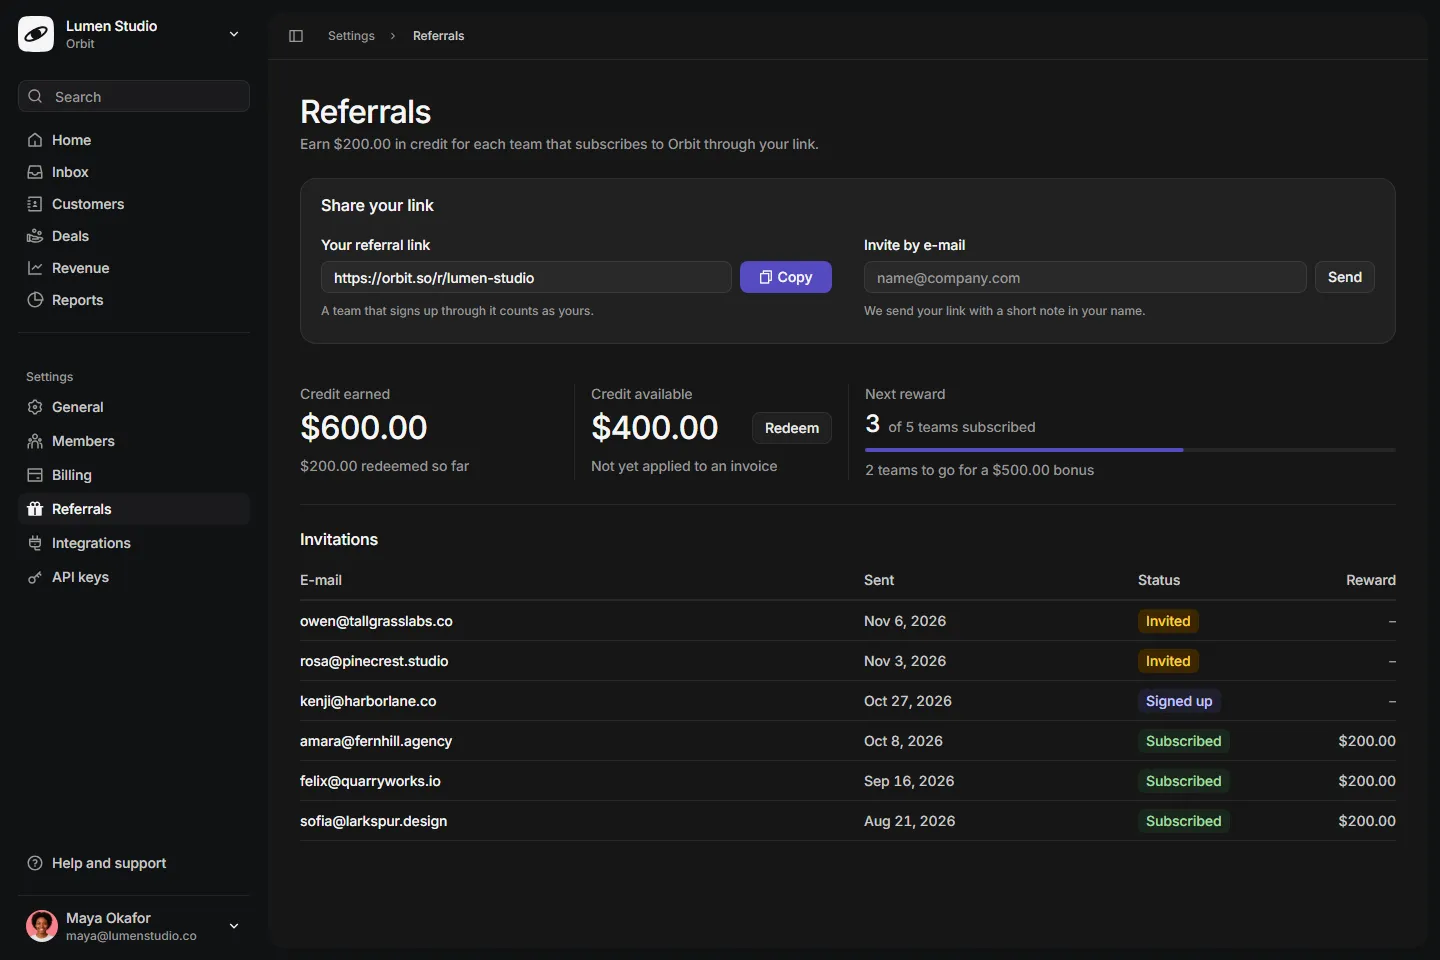 Lumen Studio
Orbit
Search
Home
Inbox
Customers
Deals
Revenue
Reports
Settings
General
Members
Billing
Referrals
Integrations
API keys
Help and support
Maya Okafor
maya@lumenstudio.co
Settings › Referrals
Referrals
Earn $200.00 in credit for each team that subscribes to Orbit through your link.
Share your link
Your referral link
https://orbit.so/r/lumen-studio
Copy
A team that signs up through it counts as yours.
Invite by e-mail
name@company.com
Send
We send your link with a short note in your name.
Credit earned
$600.00
$200.00 redeemed so far
Credit available
$400.00
Redeem
Not yet applied to an invoice
Next reward
3 of 5 teams subscribed
2 teams to go for a $500.00 bonus
Invitations
E-mail Sent Status Reward
owen@tallgrasslabs.co Nov 6, 2026 Invited –
rosa@pinecrest.studio Nov 3, 2026 Invited –
kenji@harborlane.co Oct 27, 2026 Signed up –
amara@fernhill.agency Oct 8, 2026 Subscribed $200.00
felix@quarryworks.io Sep 16, 2026 Subscribed $200.00
sofia@larkspur.design Aug 21, 2026 Subscribed $200.00